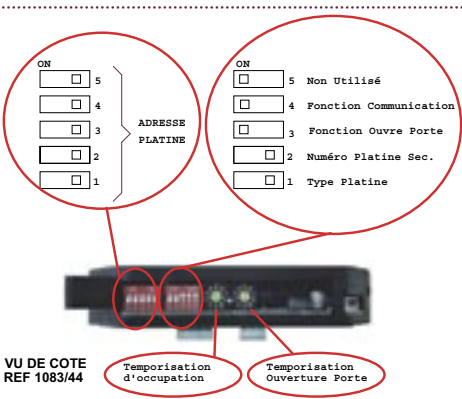 ON
5
4
3
2
1
ADRESSE
PLATINE
ON
5 Non Utilisé
4 Fonction Communication
3 Fonction Ouvre Porte
2 Numéro Platine Sec.
1 Type Platine
VU DE COTE
REF 1083/44
Temporisation
d'occupation
Temporisation
Ouverture Porte